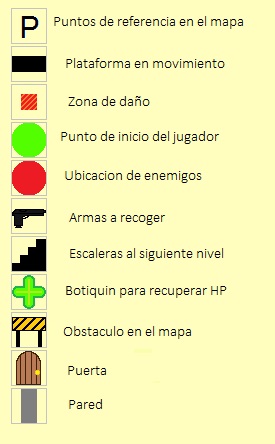 P Puntos de referencia en el mapa
Plataforma en movimiento
Zona de daño
Punto de inicio del jugador
Ubicacion de enemigos
Armas a recoger
Escaleras al siguiente nivel
Botiquin para recuperar HP
Obstaculo en el mapa
Puerta
Pared